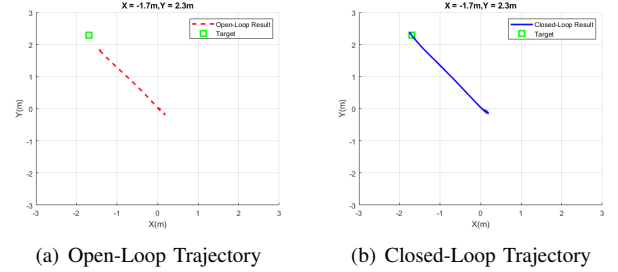 X = -1.7m,Y = 2.3m
Open-Loop Result
Target
3
2
1
0
-1
-2
-3
Y(m)
-3
-2
-1
0
1
2
3
X(m)
(a) Open-Loop Trajectory
X = -1.7m,Y = 2.3m
Closed-Loop Result
Target
3
2
1
0
-1
-2
-3
Y(m)
-3
-2
-1
0
1
2
3
X(m)
(b) Closed-Loop Trajectory